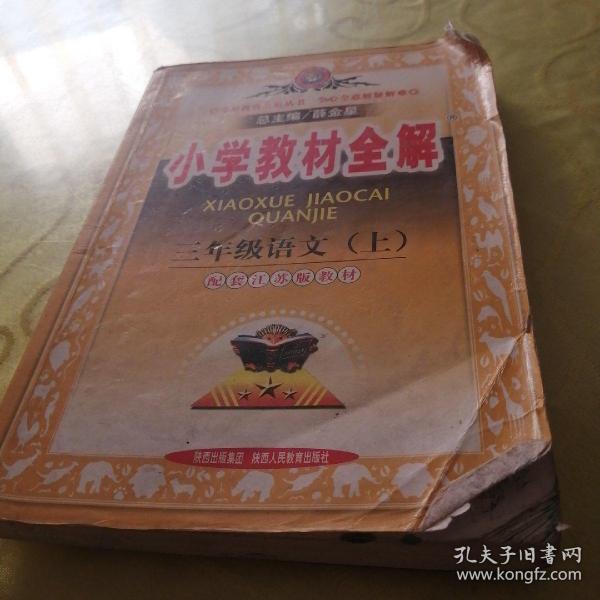 总主编/薛金星
小学教材全解
XIAOXUE JIAOCAI
QUANJIE
三年级语文（上）
配套江苏版教材
陕西出版集团 陕西人民教育出版社
孔夫子旧书网
www.kongfz.com